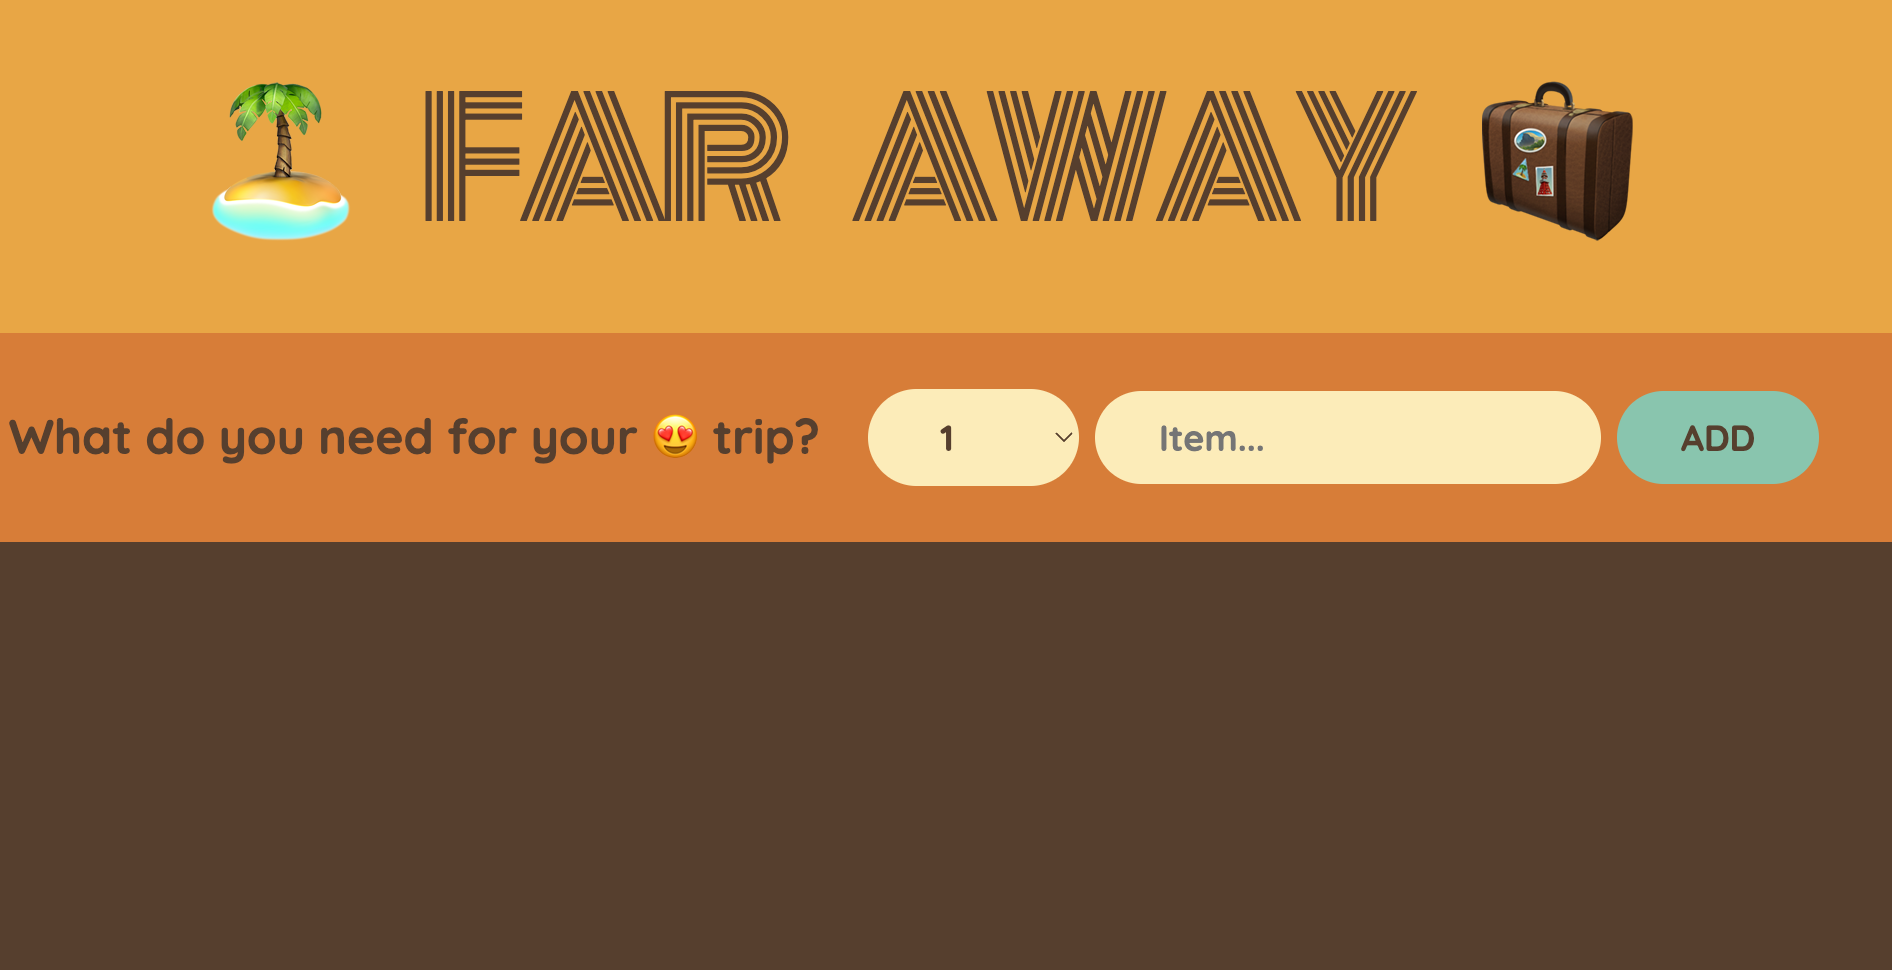 🏝️ FAR AWAY 🧳
What do you need for your 😍 trip?
1
Item...
ADD